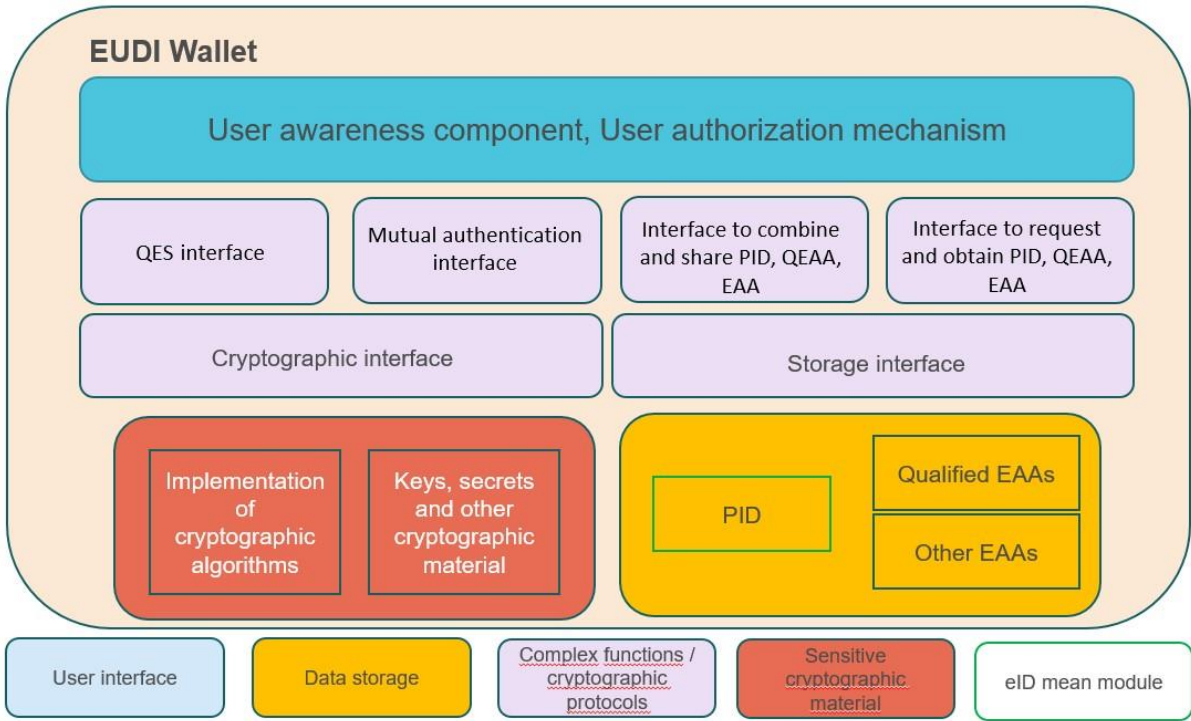 EUDI Wallet
User awareness component, User authorization mechanism
QES interface
Mutual authentication
interface
Interface to combine
and share PID, QEAA,
EAA
Interface to request
and obtain PID, QEAA,
EAA
Cryptographic interface
Storage interface
Implementation
of
cryptographic
algorithms
Keys, secrets
and other
cryptographic
material
PID
Qualified EAAs
Other EAAs
User interface
Data storage
Complex functions /
cryptographic
protocols
Sensitive
cryptographic
material
eID mean module